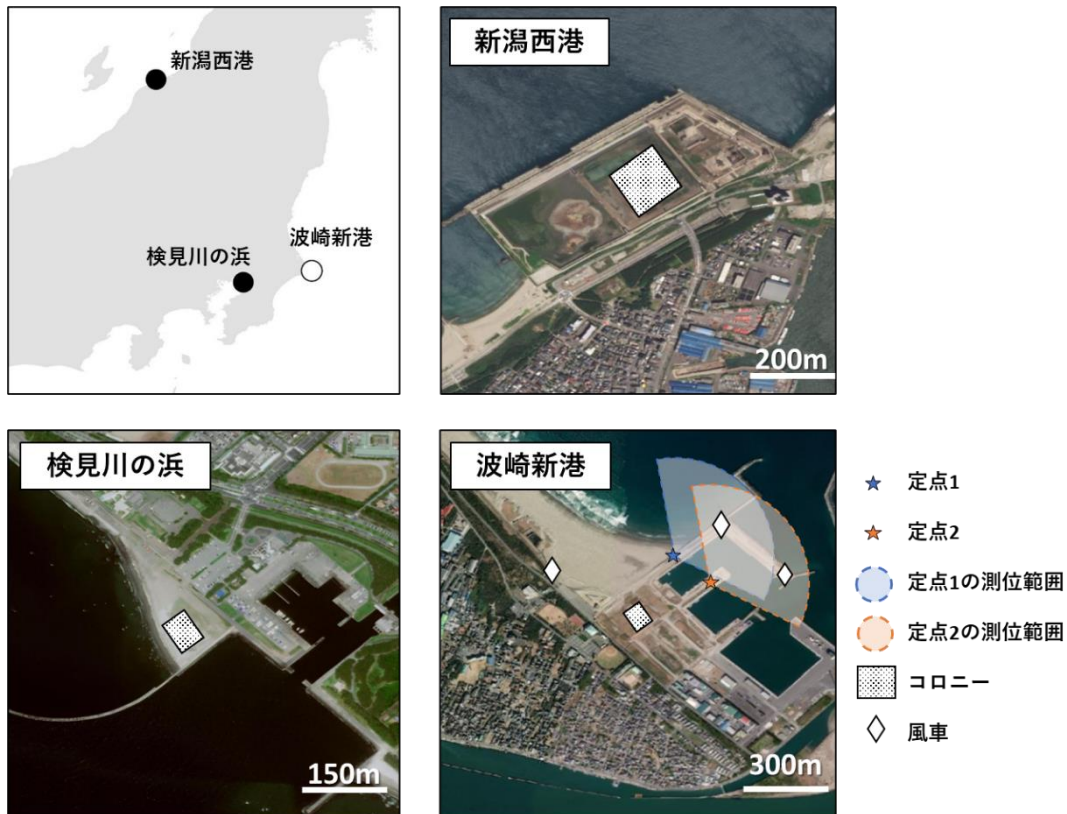 新潟西港
波崎新港
検見川の浜
新潟西港
200m
検見川の浜
150m
波崎新港
300m
定点1
定点2
定点1の測位範囲
定点2の測位範囲
コロニー
風車